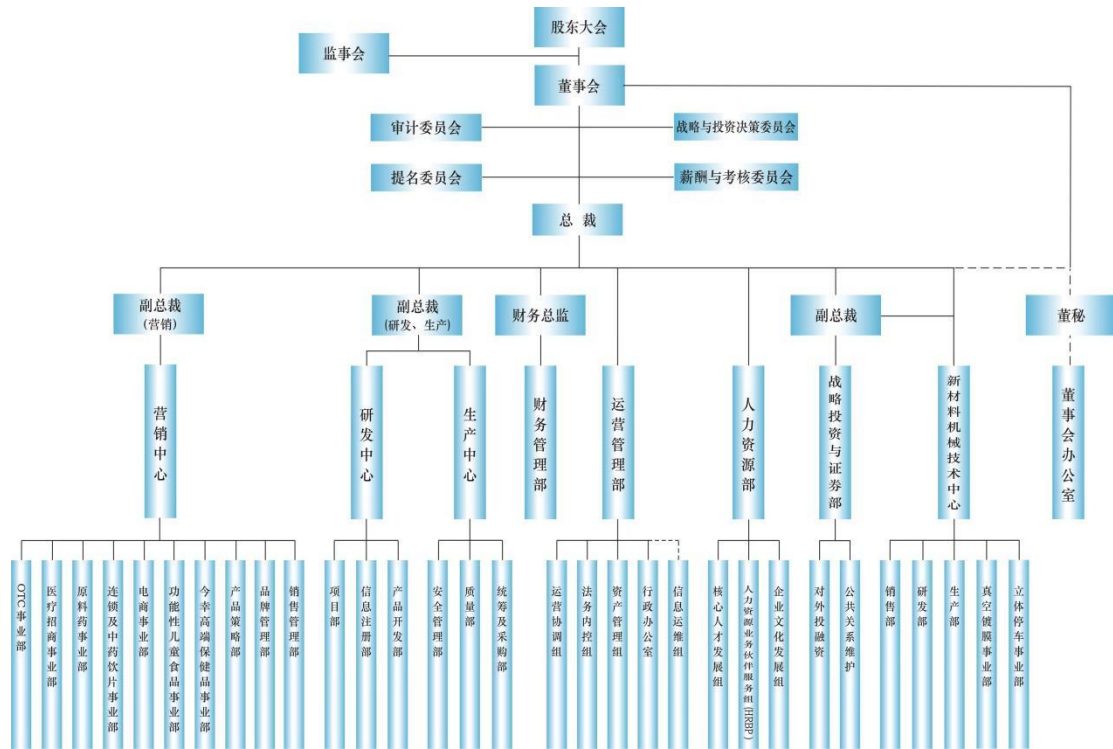 股东大会
监事会
董事会
审计委员会
战略与投资决策委员会
提名委员会
薪酬与考核委员会
总 裁
副总裁
(营销)
副总裁
(研发、生产)
财务总监
副总裁
董秘
营销中心
研发中心
生产中心
财务管理部
运营管理部
人力资源部
战略投资与证券部
新材料机械技术中心
董事会办公室
OTC事业部
医疗招商事业部
原料药事业部
连锁及中药饮片事业部
电商事业部
功能性儿童食品事业部
今幸高端保健品事业部
产品策略部
品牌管理部
销售管理部
项目部
信息注册部
产品开发部
安全管理部
质量部
统筹及采购部
运营协调组
法务内控组
资产管理组
行政办公室
信息运维组
核心人才发展组
人力资源业务伙伴服务组(HRBP)
企业文化发展组
对外投融资
公共关系维护
销售部
研发部
生产部
真空镀膜事业部
立体停车事业部